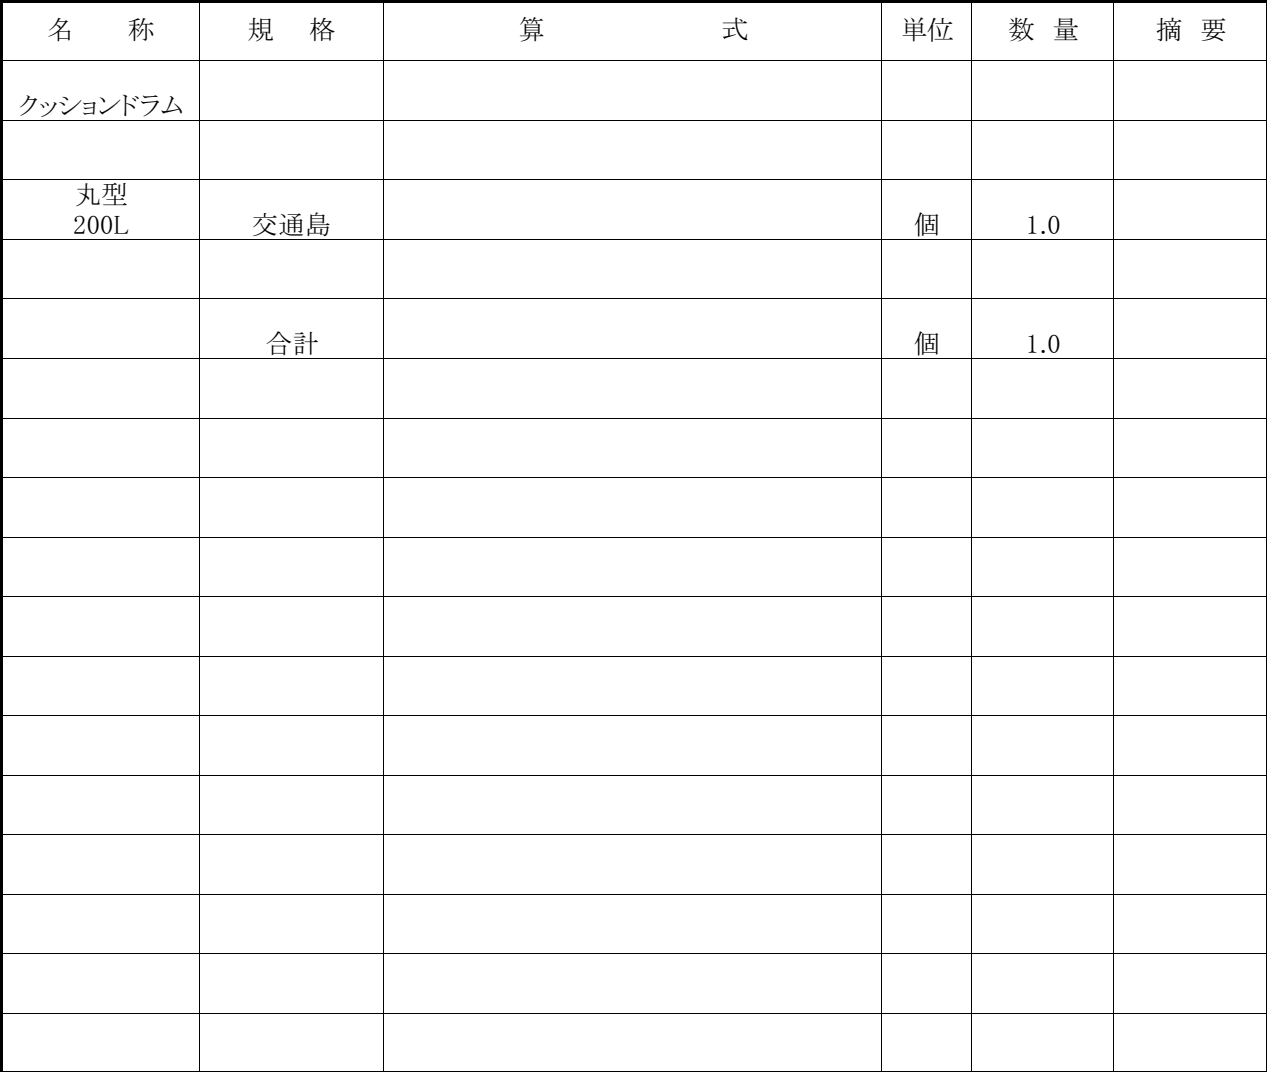 名 称 規 格 算 式 単位 数 量 摘 要
クッションドラム
丸型
200L 交通島 個 1.0
合計 個 1.0